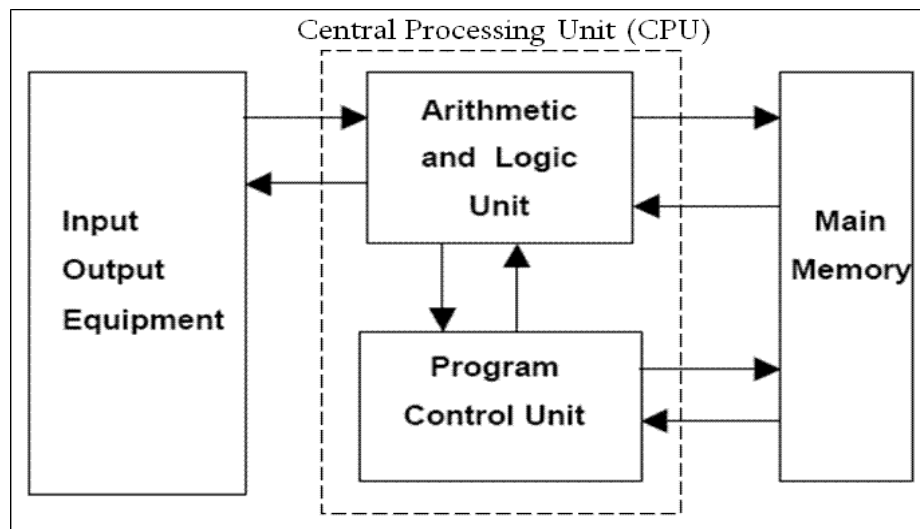 Central Processing Unit (CPU)
Input
Output
Equipment
Arithmetic
and Logic
Unit
Program
Control Unit
Main
Memory